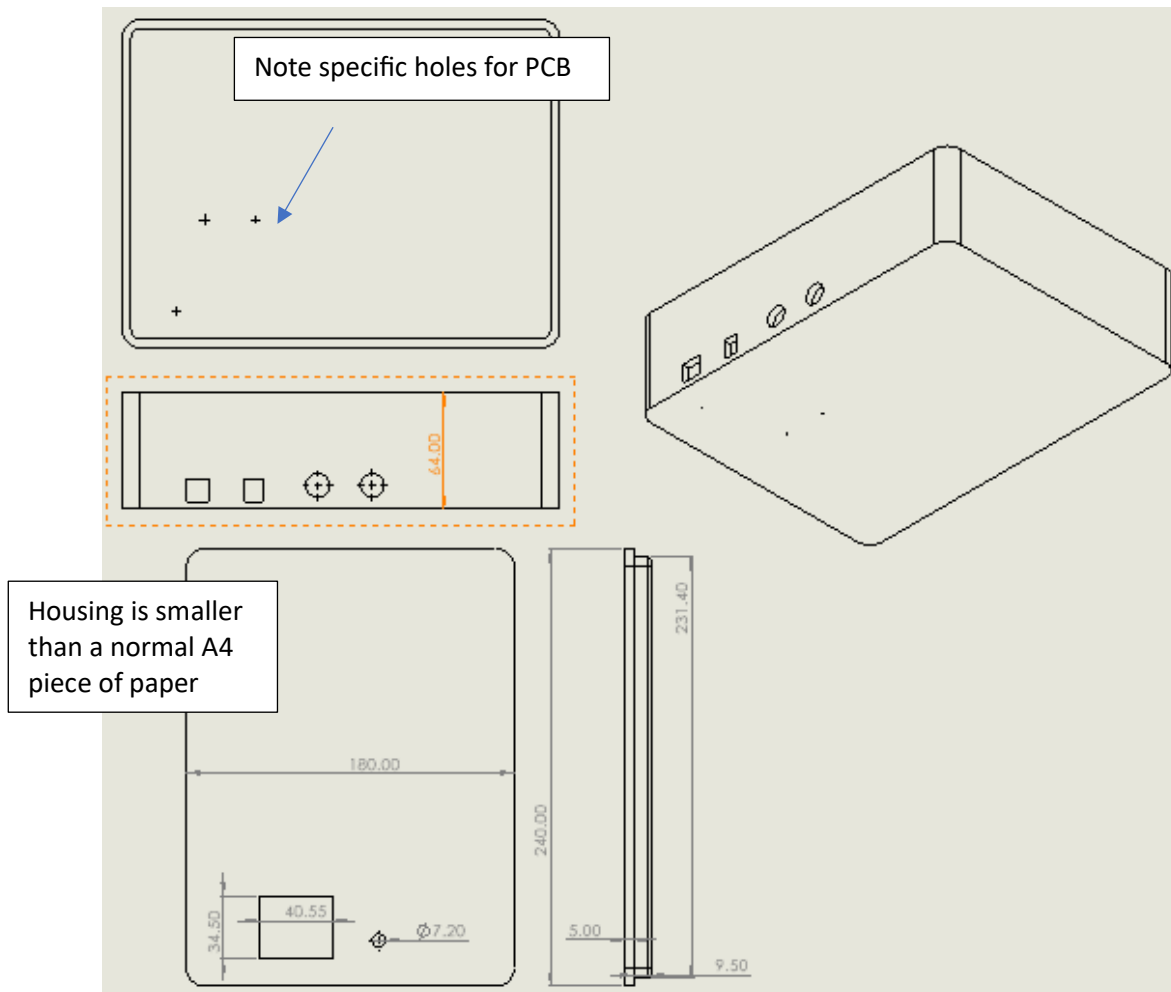 Note specific holes for PCB
64.00
Housing is smaller
than a normal A4
piece of paper
180.00
240.00
231.40
34.50
40.55
Φ7.20
5.00
9.50